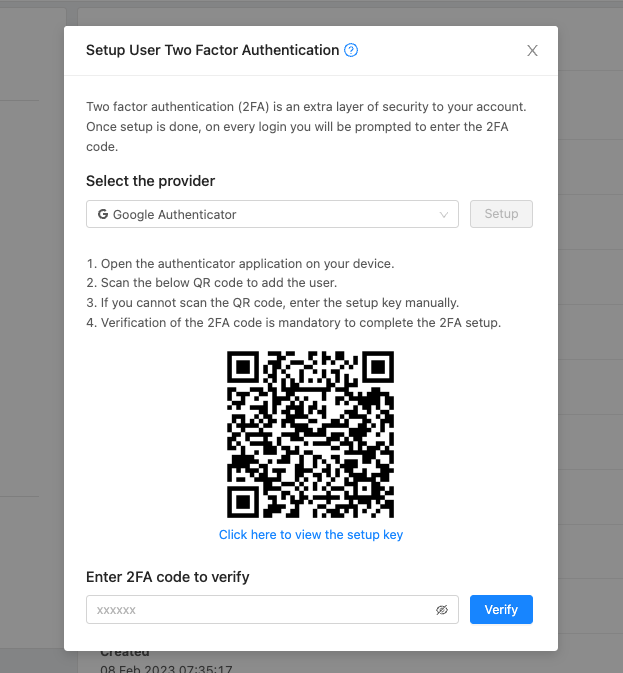 Setup User Two Factor Authentication
Two factor authentication (2FA) is an extra layer of security to your account.
Once setup is done, on every login you will be prompted to enter the 2FA
code.
Select the provider
Google Authenticator
Setup
1. Open the authenticator application on your device.
2. Scan the below QR code to add the user.
3. If you cannot scan the QR code, enter the setup key manually.
4. Verification of the 2FA code is mandatory to complete the 2FA setup.
Click here to view the setup key
Enter 2FA code to verify
xxxxxx
Verify
Created
08 Feb 2023 07:35:17